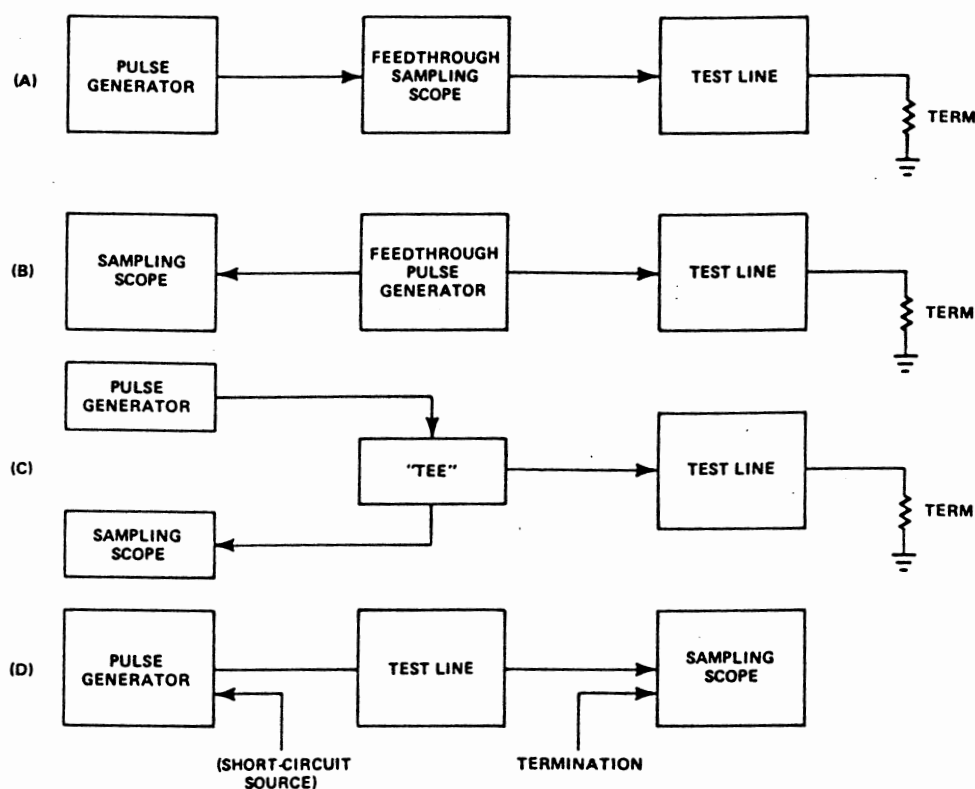 (A)
PULSE
GENERATOR
FEEDTHROUGH
SAMPLING
SCOPE
TEST LINE
TERM
(B)
SAMPLING
SCOPE
FEEDTHROUGH
PULSE
GENERATOR
TEST LINE
TERM
(C)
PULSE
GENERATOR
"TEE"
TEST LINE
TERM
SAMPLING
SCOPE
(D)
PULSE
GENERATOR
TEST LINE
SAMPLING
SCOPE
(SHORT-CIRCUIT
SOURCE)
TERMINATION